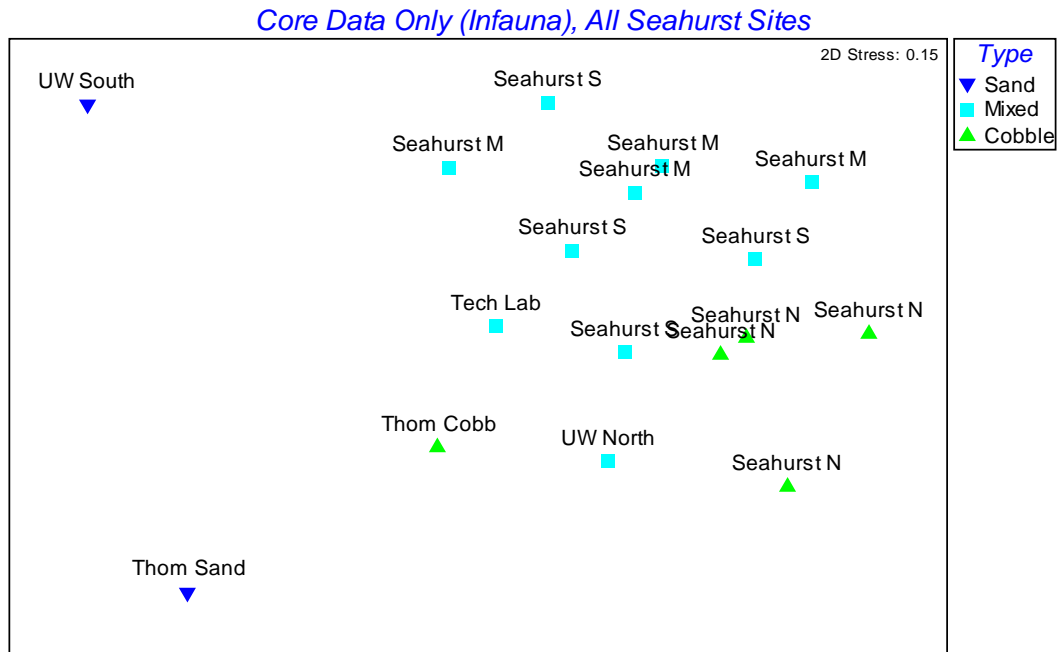 Core Data Only (Infauna), All Seahurst Sites
2D Stress: 0.15
Type
Sand
Mixed
Cobble
UW South
Seahurst S
Seahurst M
Seahurst M
Seahurst M
Seahurst M
Seahurst S
Seahurst S
Tech Lab
Seahurst S
Seahurst N
Seahurst N
Seahurst N
Thom Cobb
UW North
Seahurst N
Thom Sand